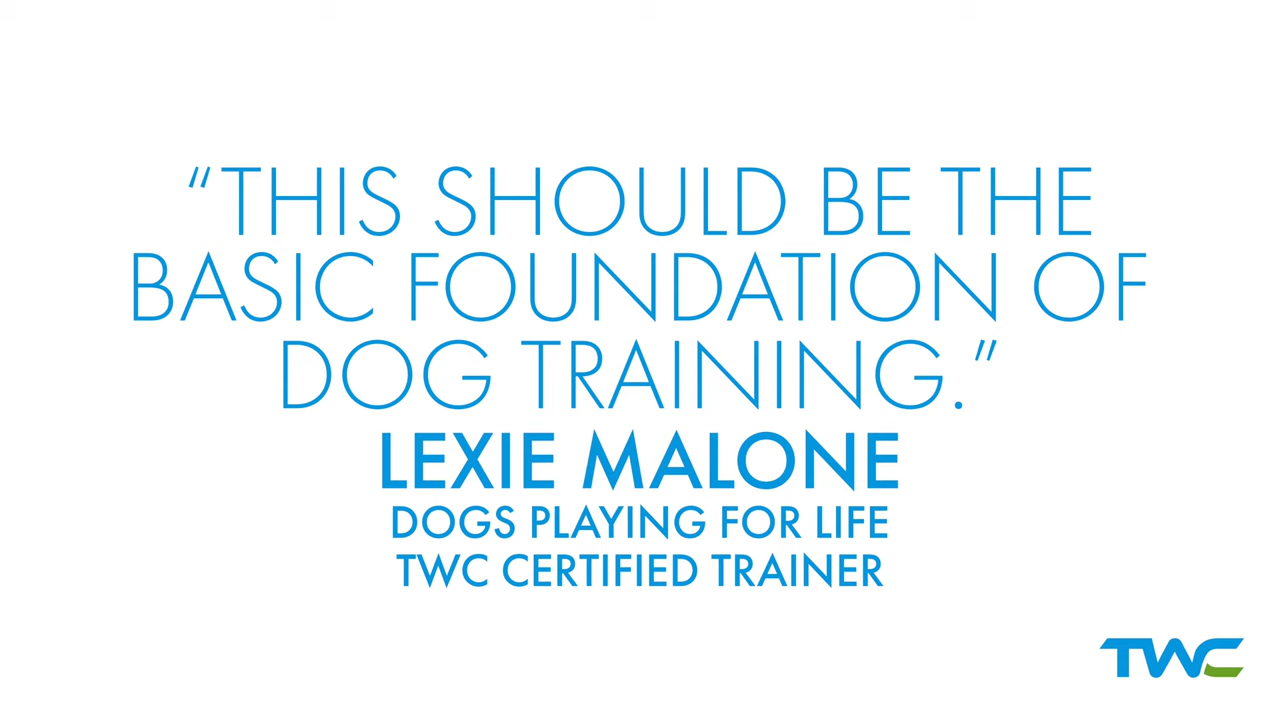 “THIS SHOULD BE THE
BASIC FOUNDATION OF
DOG TRAINING.”
LEXIE MALONE
DOGS PLAYING FOR LIFE
TWC CERTIFIED TRAINER
TWC